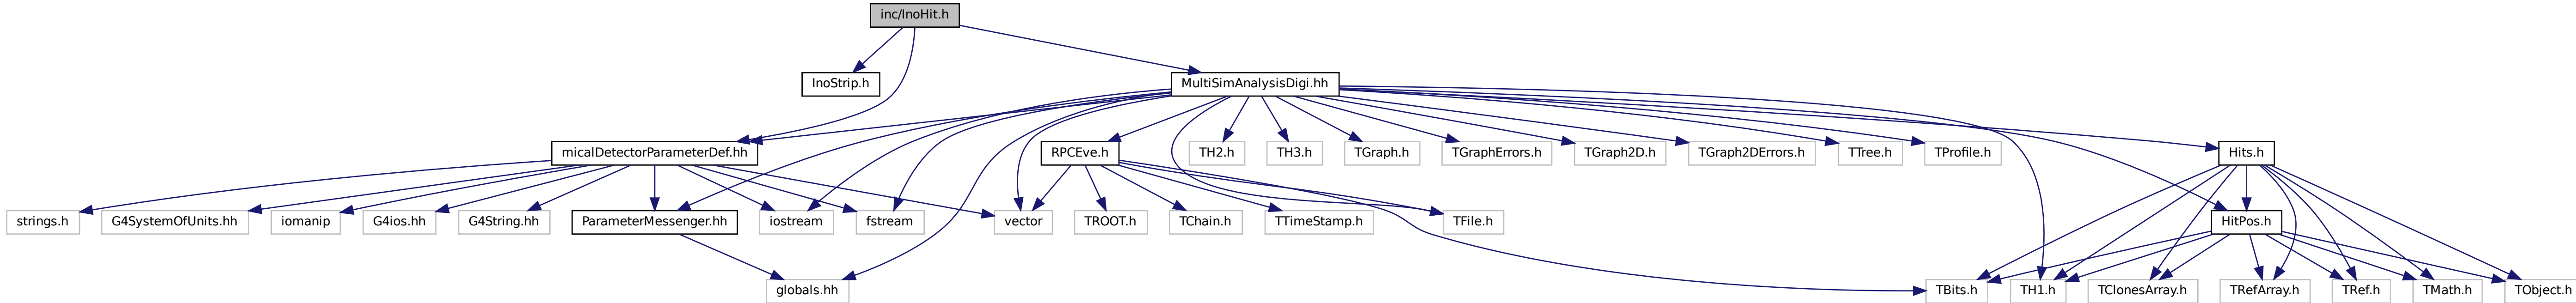 inc/InoHit.h
InoStrip.h
MultiSimAnalysisDigi.hh
micalDetectorParameterDef.hh
RPCEve.h
TH2.h
TH3.h
TGraph.h
TGraphErrors.h
TGraph2D.h
TGraph2DErrors.h
TTree.h
TProfile.h
Hits.h
strings.h
G4SystemOfUnits.hh
iomanip
G4ios.hh
G4String.hh
ParameterMessenger.hh
iostream
fstream
vector
TROOT.h
TChain.h
TTimeStamp.h
TFile.h
HitPos.h
globals.hh
TBits.h
TH1.h
TClonesArray.h
TRefArray.h
TRef.h
TMath.h
TObject.h